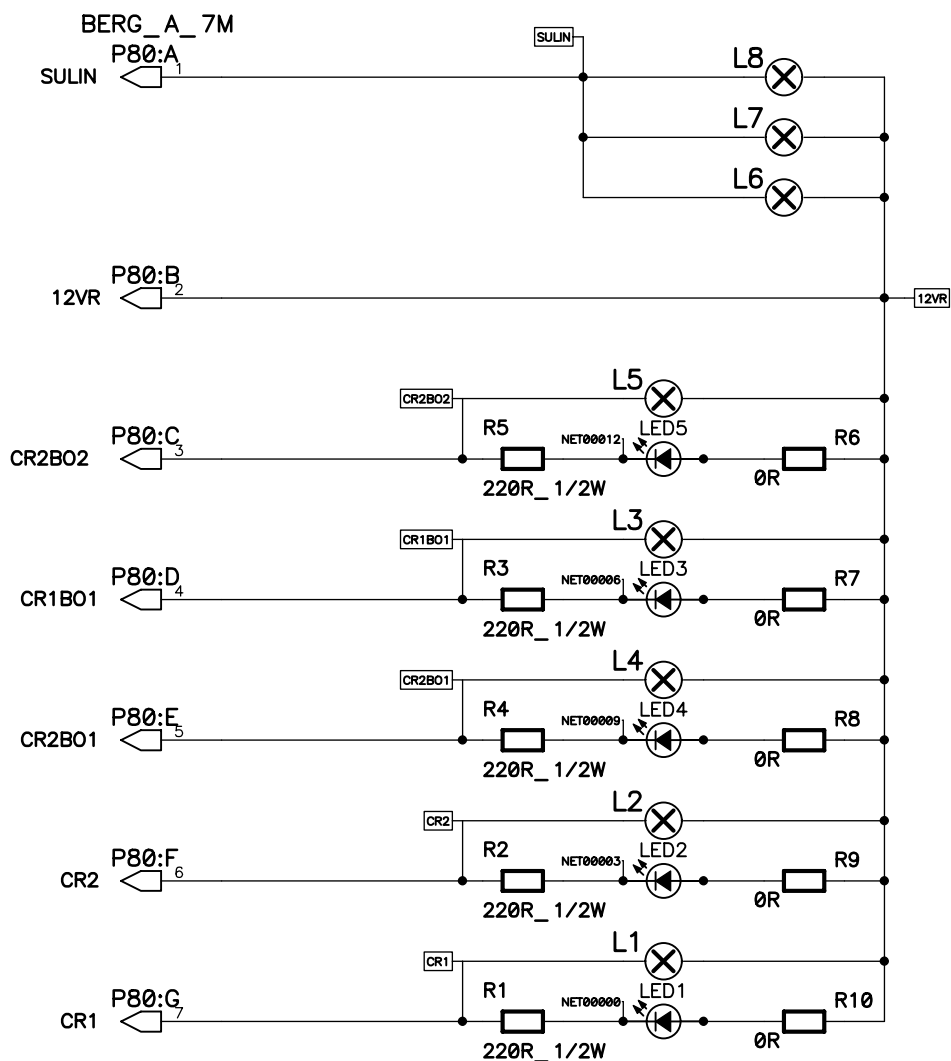 BERG_A_7M
SULIN
P80:A
1
SULIN
L8
L7
L6
P80:B
2
12VR
12VR
CR2BO2
L5
P80:C
3
CR2BO2
R5
220R_1/2W
NET00012
LED5
R6
0R
CR1BO1
L3
P80:D
4
CR1BO1
R3
220R_1/2W
NET00006
LED3
R7
0R
CR2BO1
L4
P80:E
5
CR2BO1
R4
220R_1/2W
NET00009
LED4
R8
0R
CR2
L2
P80:F
6
CR2
R2
220R_1/2W
NET00003
LED2
R9
0R
CR1
L1
P80:G
7
CR1
R1
220R_1/2W
NET00000
LED1
R10
0R